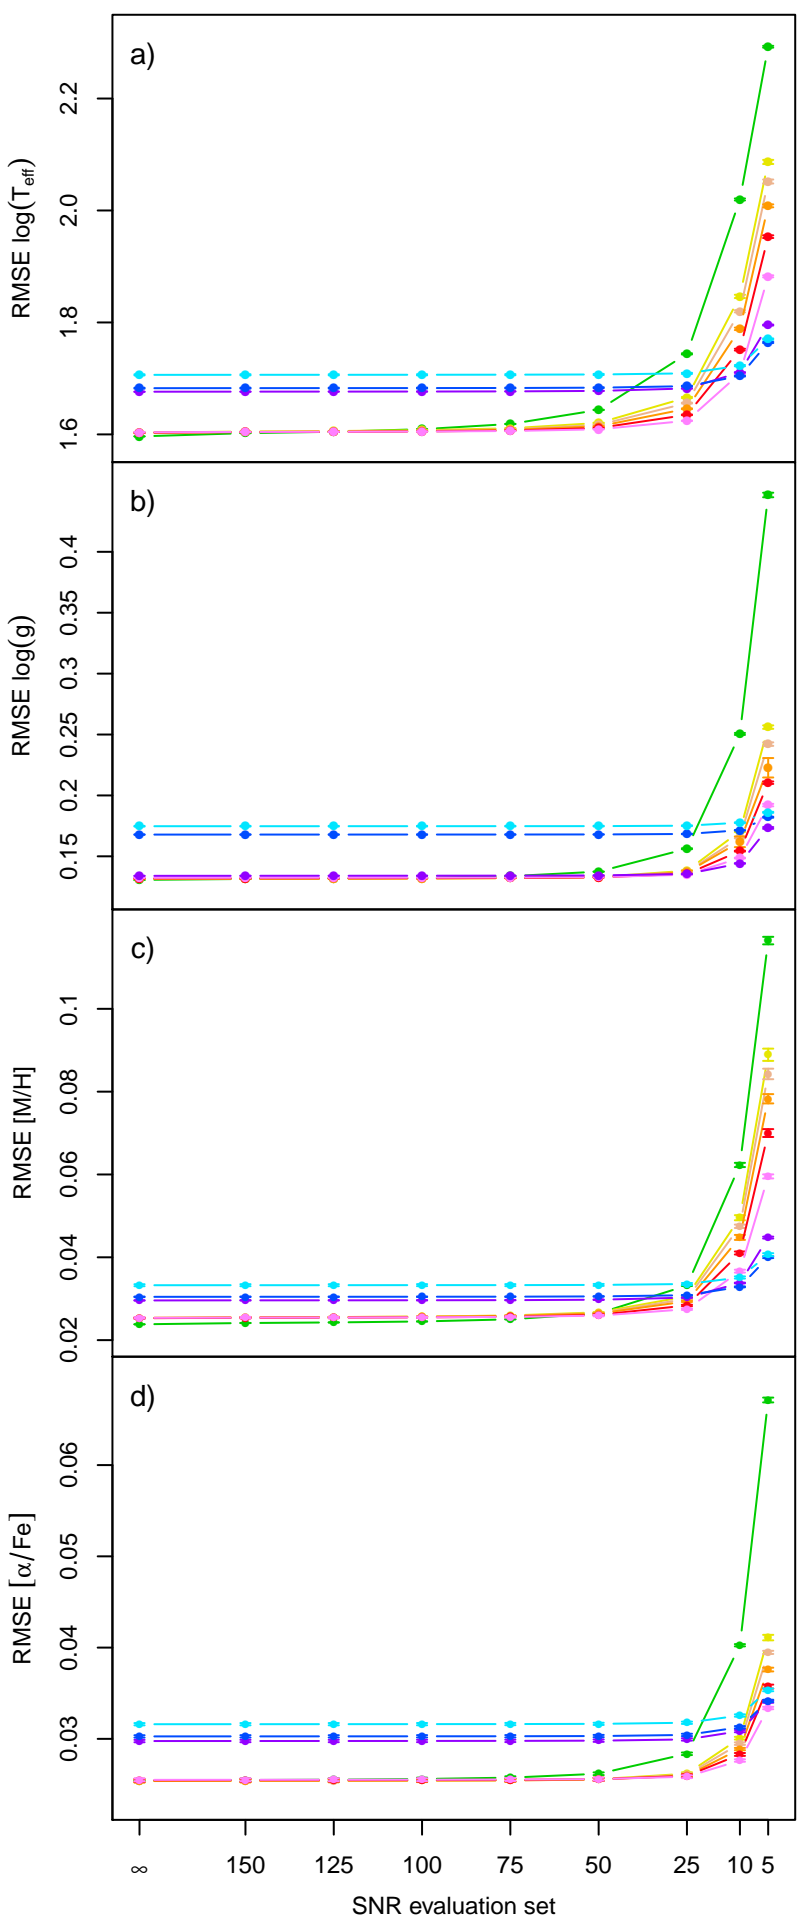 a)
RMSE log(Teff)
2.2
2.0
1.8
1.6
b)
RMSE log(g)
0.4
0.35
0.3
0.25
0.2
0.15
c)
RMSE [M/H]
0.1
0.08
0.06
0.04
0.02
d)
RMSE [α/Fe]
0.06
0.05
0.04
0.03
∞ 150 125 100 75 50 25 10 5
SNR evaluation set